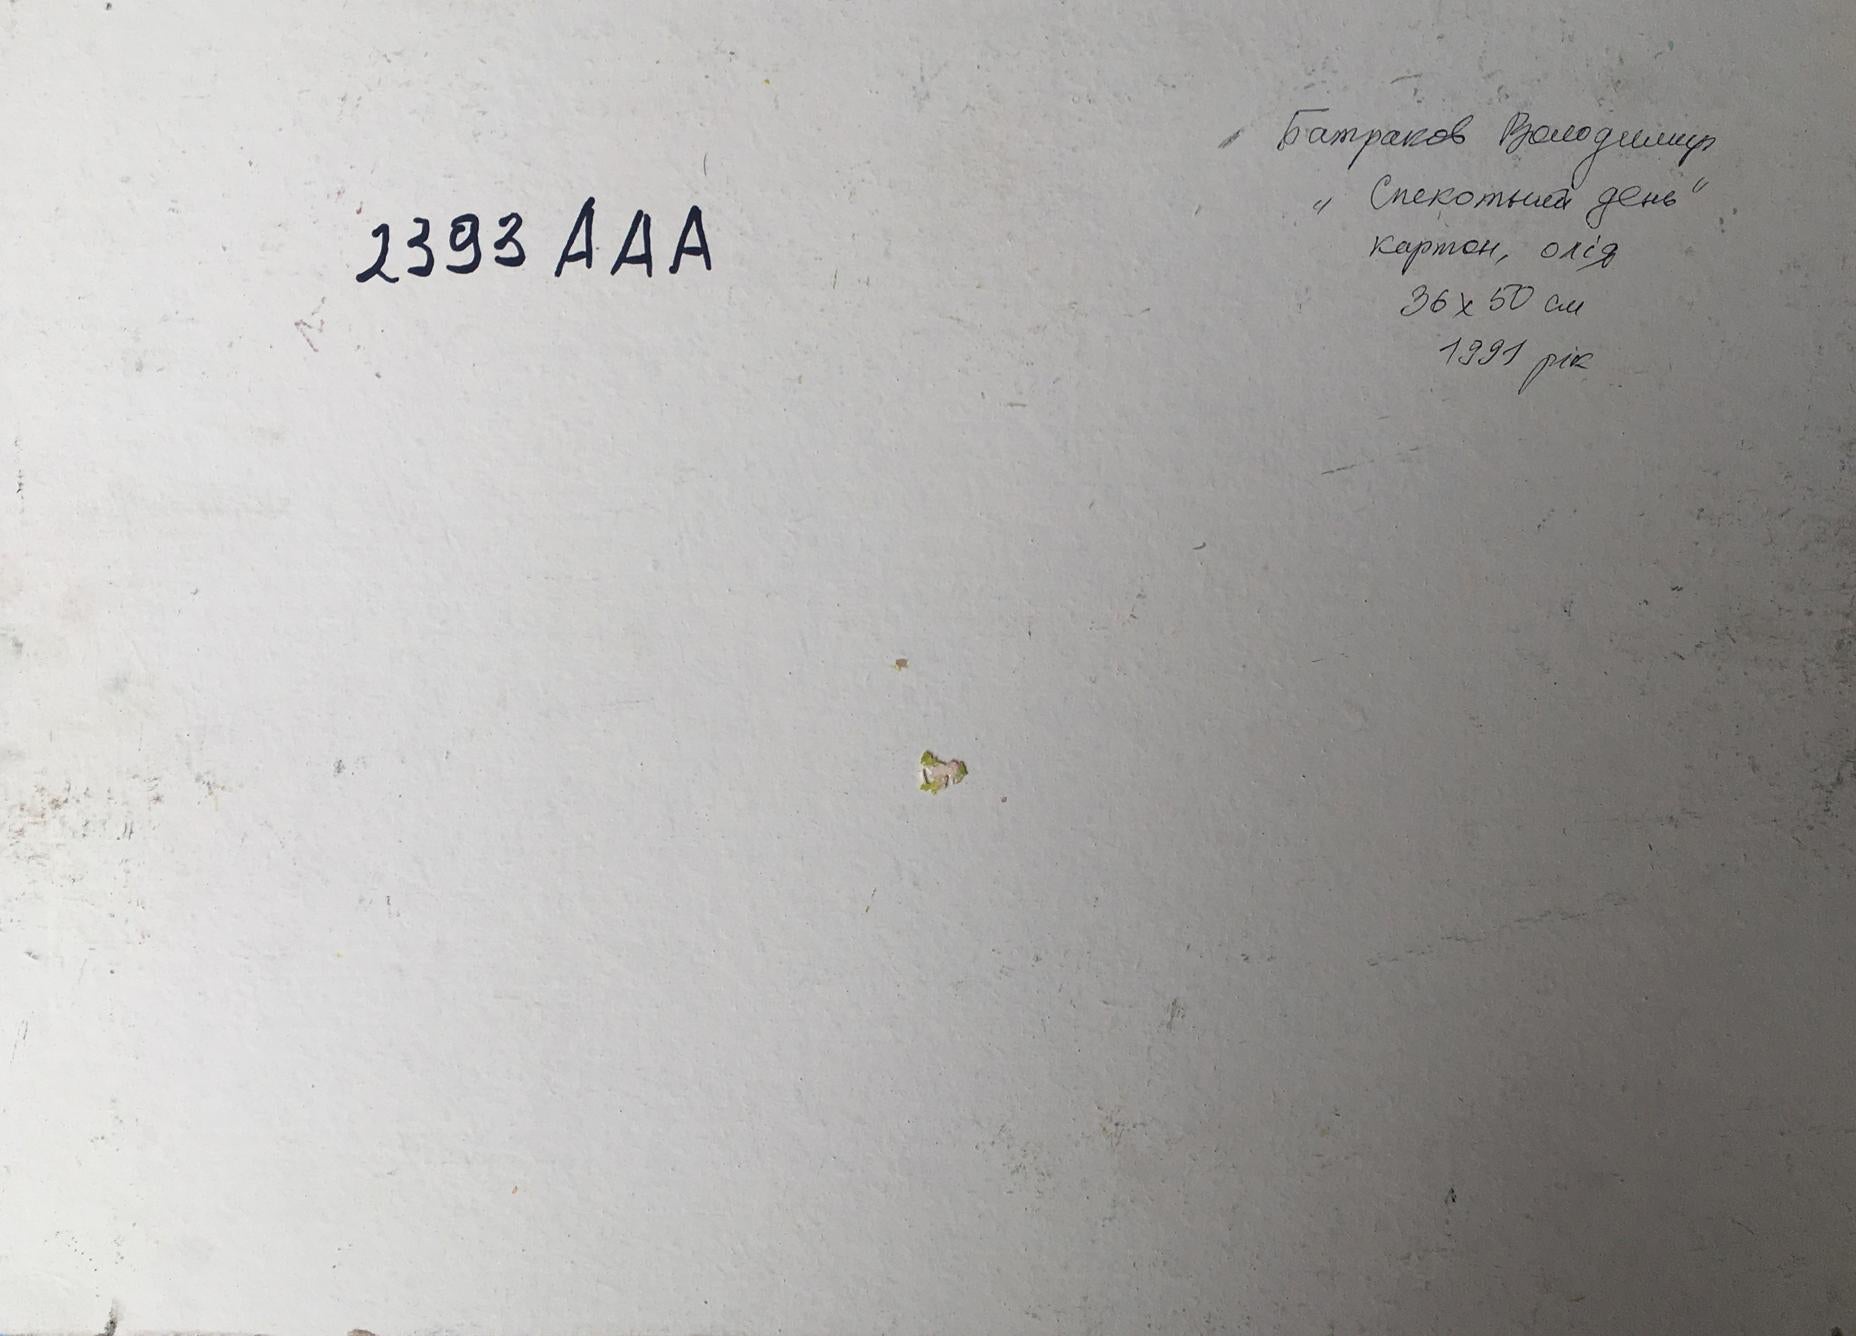 2393 AAA
Батраков Володимир
„ Спекотний день"
картон, олія
36 х 50 см
1991 рік